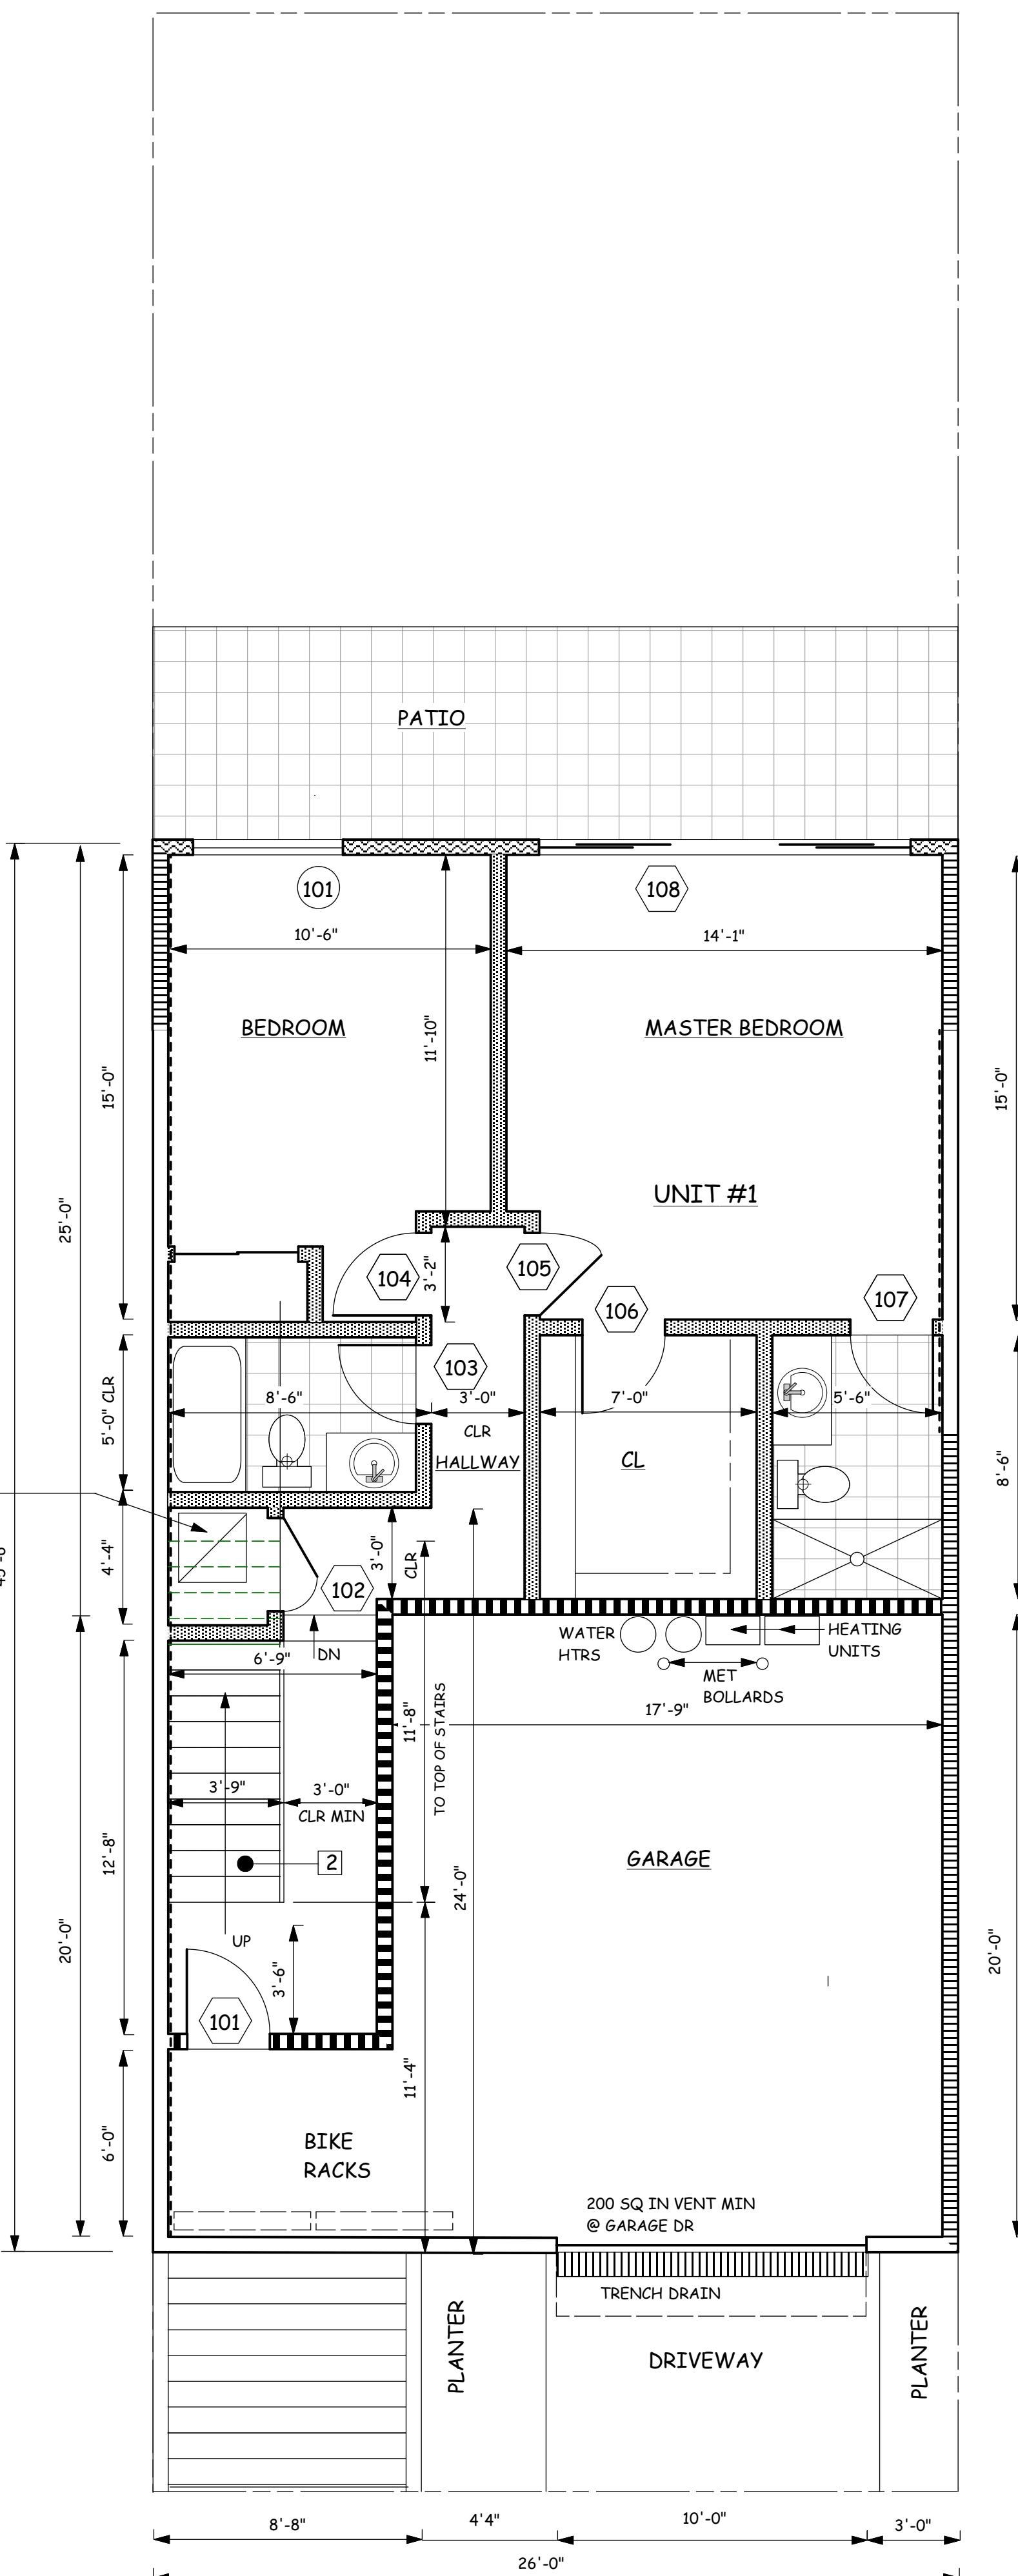 PATIO
101
108
10'-6"
14'-1"
BEDROOM
MASTER BEDROOM
11'-10"
15'-0"
15'-0"
UNIT #1
25'-0"
104
3'-2"
105
106
107
103
8'-6"
3'-0"
CLR
7'-0"
5'-6"
5'-0" CLR
HALLWAY
CL
8'-6"
4'-4"
3'-0"
CLR
102
DN
6'-9"
WATER
HTRS
HEATING
UNITS
MET
BOLLARDS
17'-9"
11'-8"
TO TOP OF STAIRS
3'-9"
3'-0"
CLR MIN
12'-8"
2
GARAGE
24'-0"
20'-0"
20'-0"
UP
3'-6"
101
11'-4"
6'-0"
BIKE
RACKS
200 SQ IN VENT MIN
@ GARAGE DR
TRENCH DRAIN
PLANTER
DRIVEWAY
PLANTER
8'-8"
4'4"
10'-0"
3'-0"
26'-0"